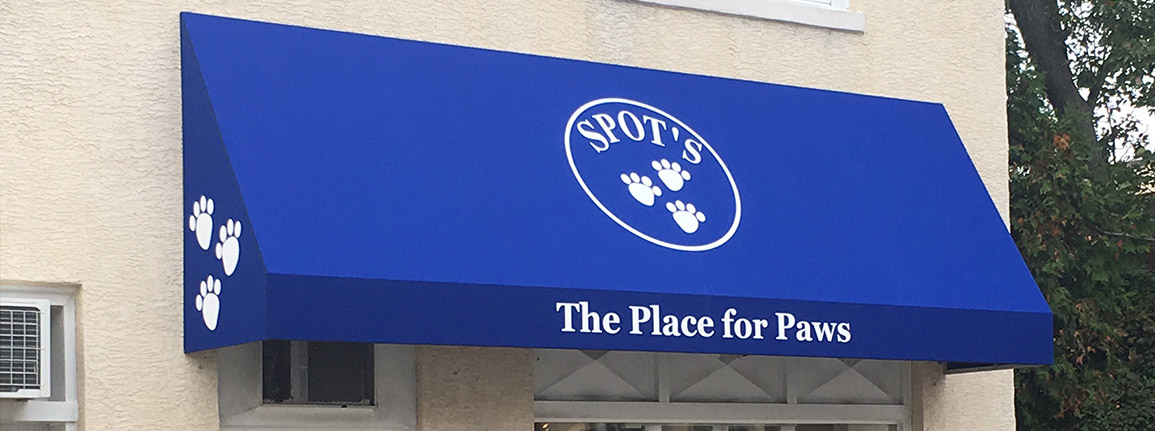 SPOT'S
The Place for Paws